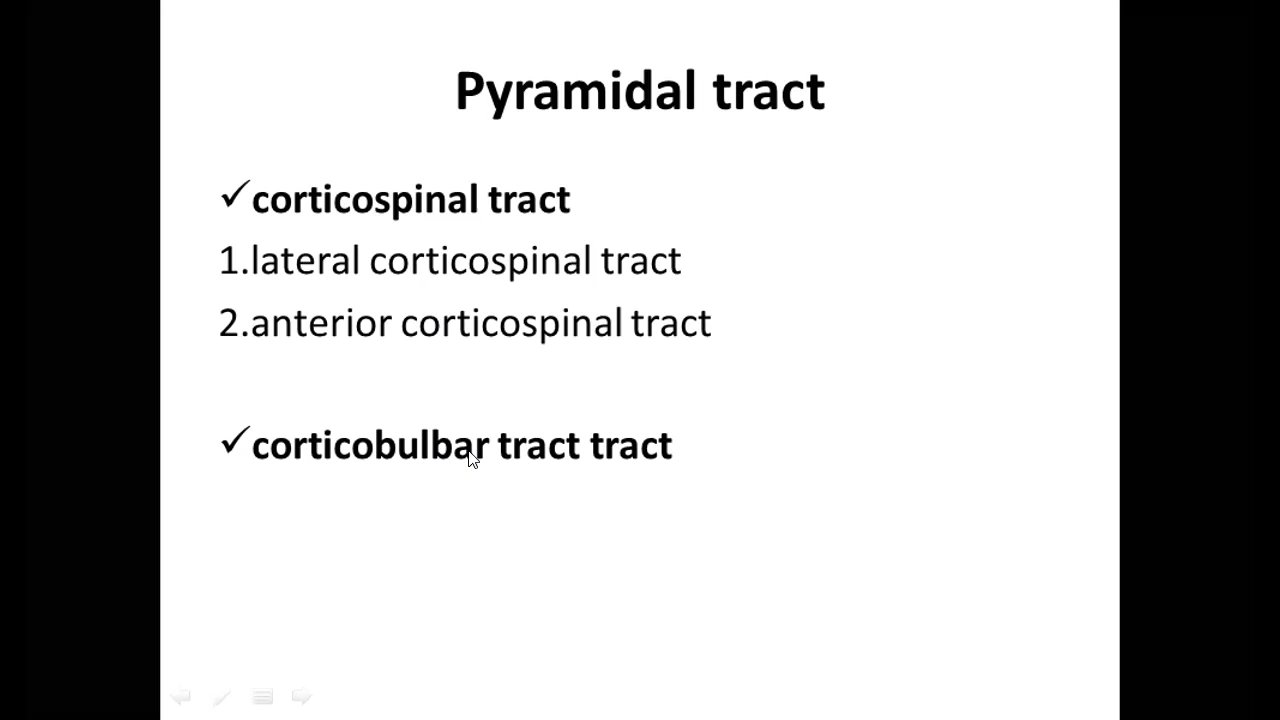 Pyramidal tract
✓corticospinal tract
1.lateral corticospinal tract
2.anterior corticospinal tract
✓corticobulbar tract tract